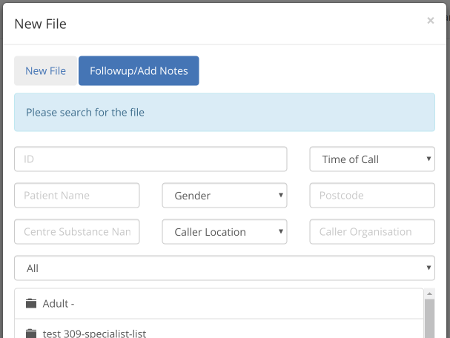 New File ×
New File Followup/Add Notes
Please search for the file
ID Time of Call
Patient Name Gender Postcode
Centre Substance Nan Caller Location Caller Organisation
All
Adult -
test 309-specialist-list